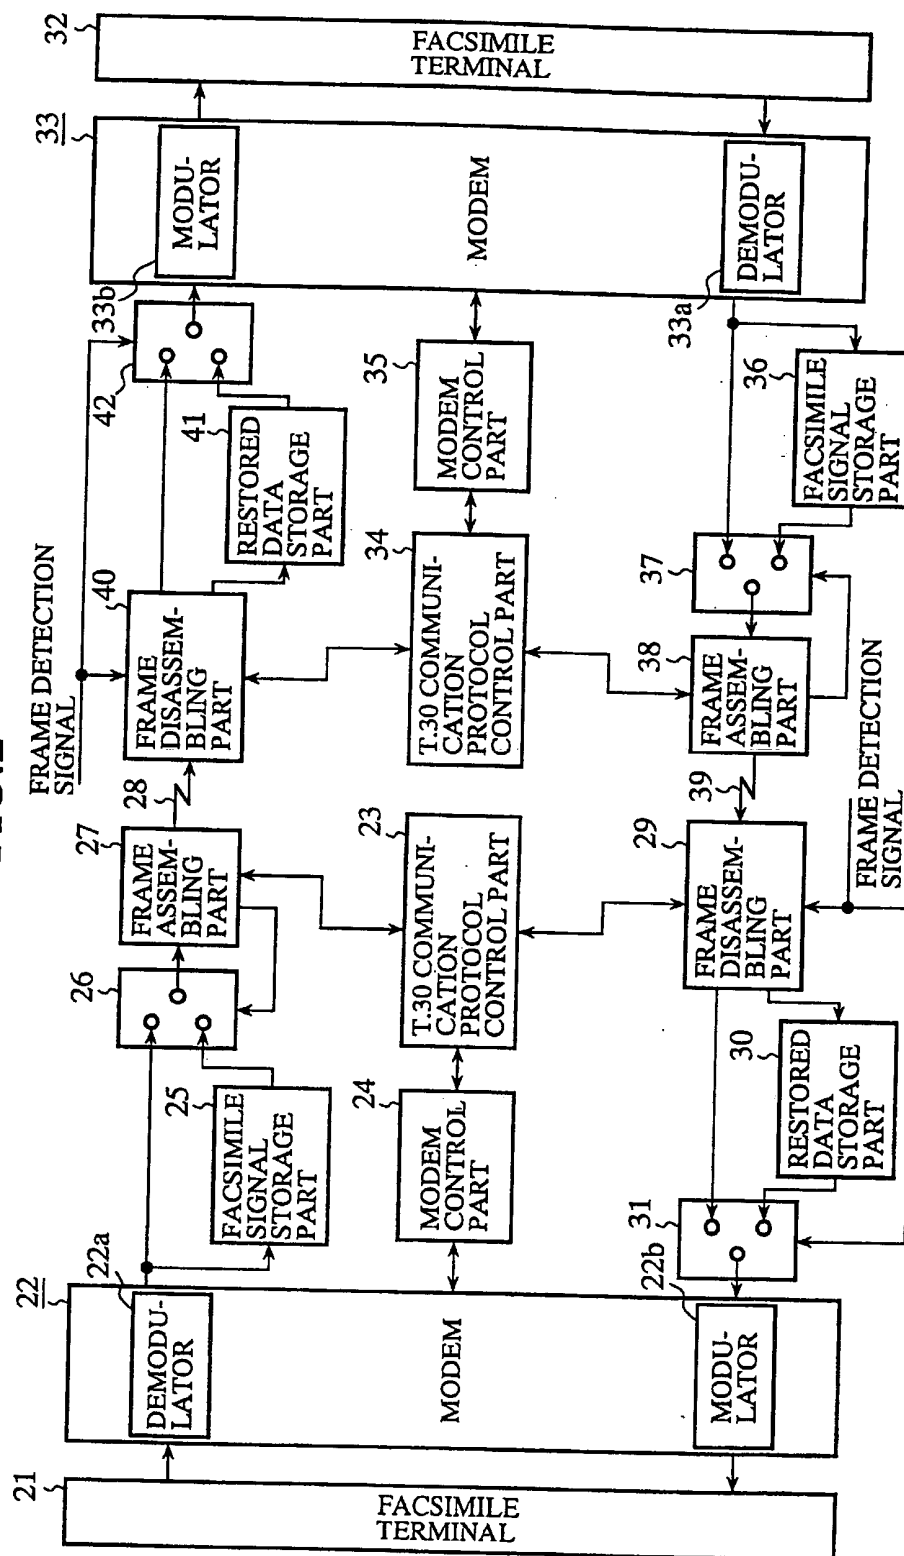 32
FACSIMILE
TERMINAL
33
33b
MODU-
LATOR
MODEM
DEMODU-
LATOR
33a
42
41
RESTORED
DATA
STORAGE
PART
35
MODEM
CONTROL
PART
36
FACSIMILE
SIGNAL
STORAGE
PART
FRAME DETECTION
SIGNAL
40
FRAME
DISASSEM-
BLING
PART
34
T.30 COMMUNI-
CATION
PROTOCOL
CONTROL PART
37
38
FRAME
ASSEM-
BLING
PART
28
39
27
FRAME
ASSEM-
BLING
PART
23
T.30 COMMUNI-
CATION
PROTOCOL
CONTROL PART
29
FRAME
DISASSEM-
BLING
PART
FRAME DETECTION
SIGNAL
26
25
FACSIMILE
SIGNAL
STORAGE
PART
24
MODEM
CONTROL
PART
30
RESTORED
DATA
STORAGE
PART
31
22
22a
DEMODU-
LATOR
MODEM
22b
MODU-
LATOR
21
FACSIMILE
TERMINAL